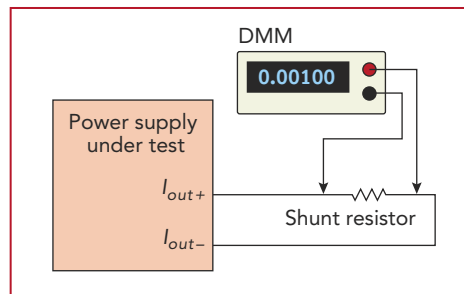 DMM
0.00100
Power supply
under test
Iout+
Shunt resistor
Iout–